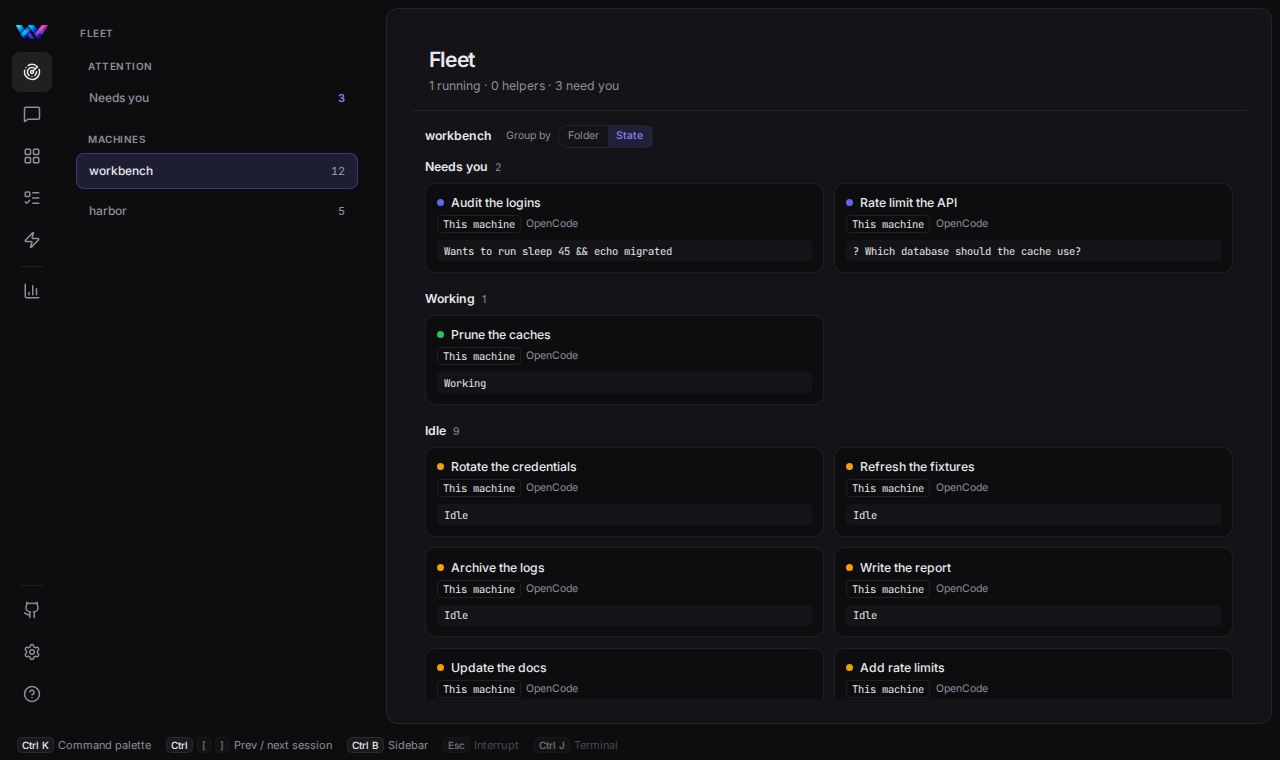 FLEET
ATTENTION
Needs you 3
MACHINES
workbench 12
harbor 5
Fleet
1 running · 0 helpers · 3 need you
workbench Group by Folder State
Needs you 2
Audit the logins
This machine OpenCode
Wants to run sleep 45 && echo migrated
Rate limit the API
This machine OpenCode
? Which database should the cache use?
Working 1
Prune the caches
This machine OpenCode
Working
Idle 9
Rotate the credentials
This machine OpenCode
Idle
Refresh the fixtures
This machine OpenCode
Idle
Archive the logs
This machine OpenCode
Idle
Write the report
This machine OpenCode
Idle
Update the docs
This machine OpenCode
Add rate limits
This machine OpenCode
Ctrl K Command palette Ctrl [ ] Prev / next session Ctrl B Sidebar Esc Interrupt Ctrl J Terminal